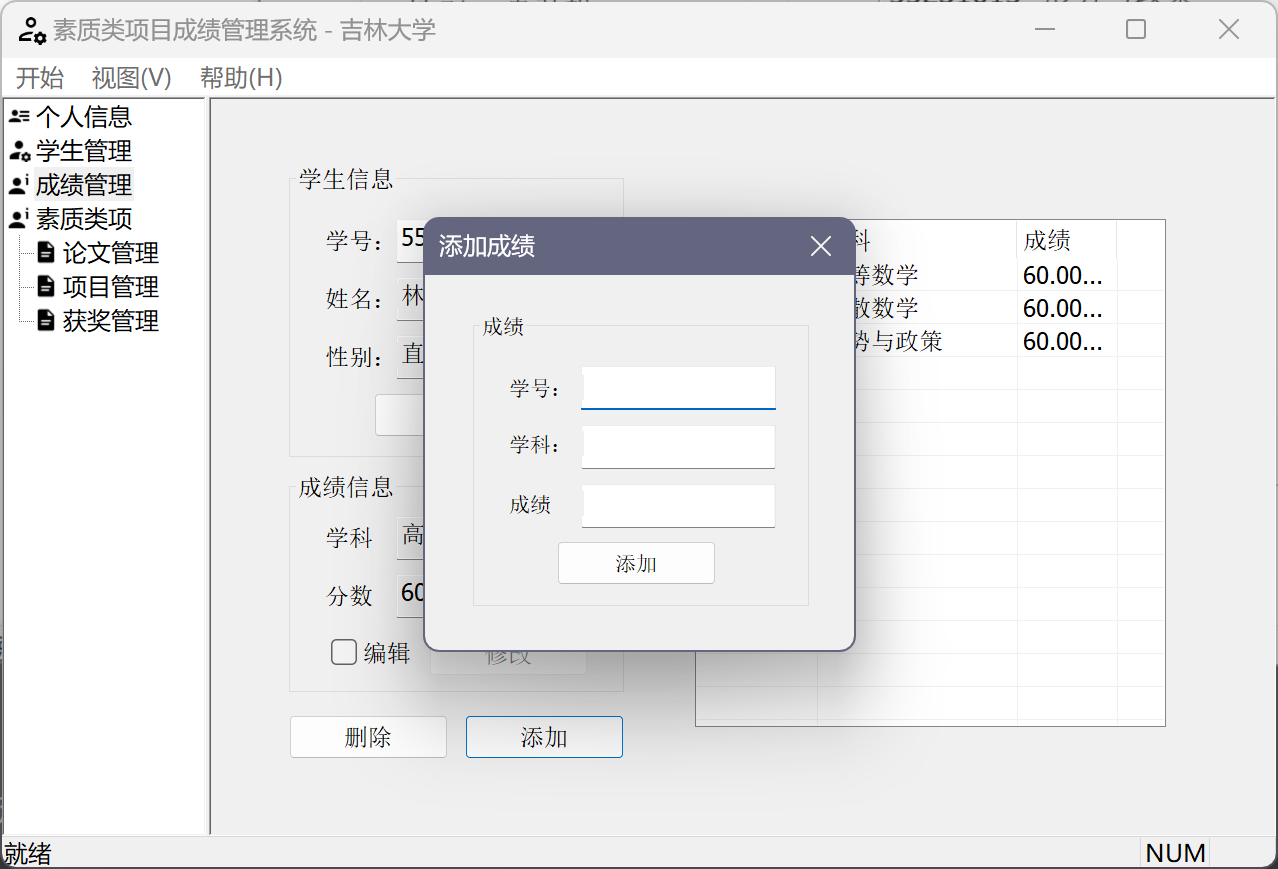 素质类项目成绩管理系统 - 吉林大学
开始 视图(V) 帮助(H)
个人信息
学生管理
成绩管理
素质类项
论文管理
项目管理
获奖管理
学生信息
学号： 55
姓名： 林
性别： 直
成绩信息
学科 高
分数 60
编辑 修改
删除 添加
添加成绩
成绩
学号：
学科：
成绩
添加
科 成绩
等数学 60.00...
散数学 60.00...
势与政策 60.00...
就绪 NUM